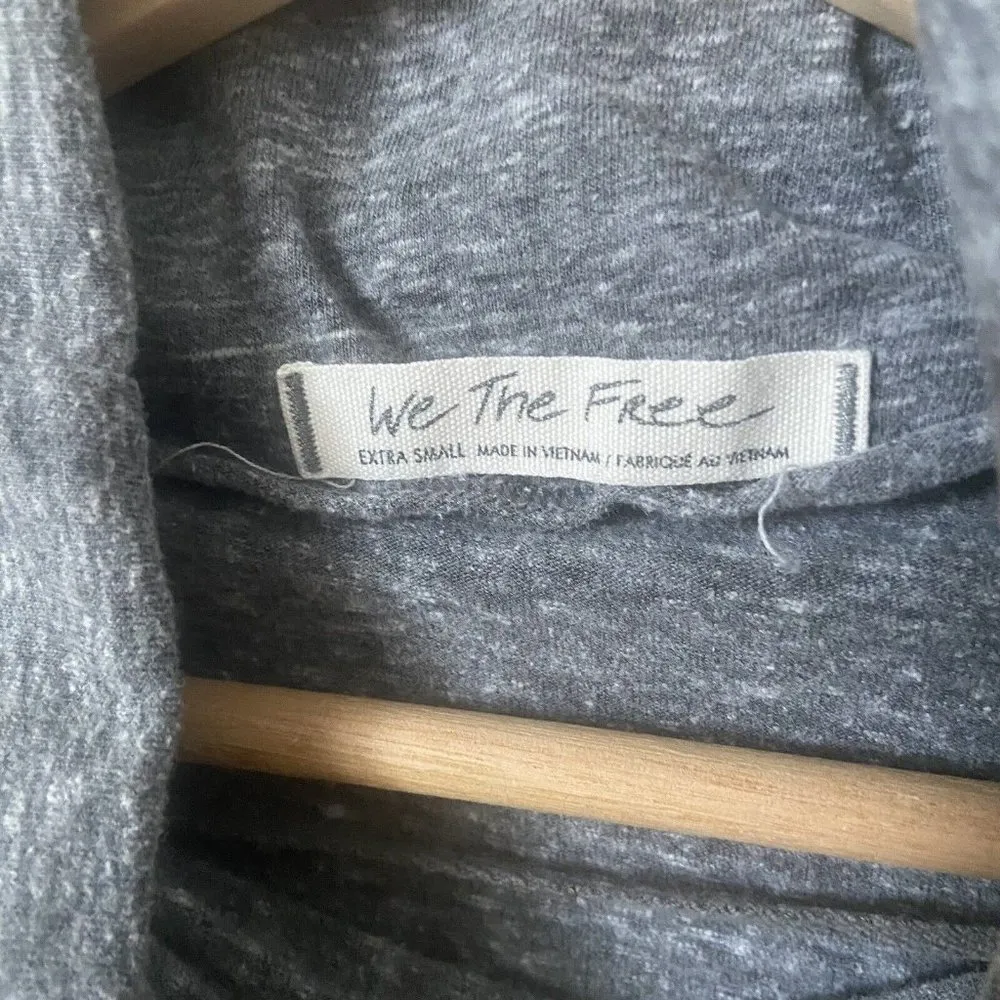 We The Free
EXTRA SMALL MADE IN VIETNAM / FABRIQUÉ AU VIETNAM